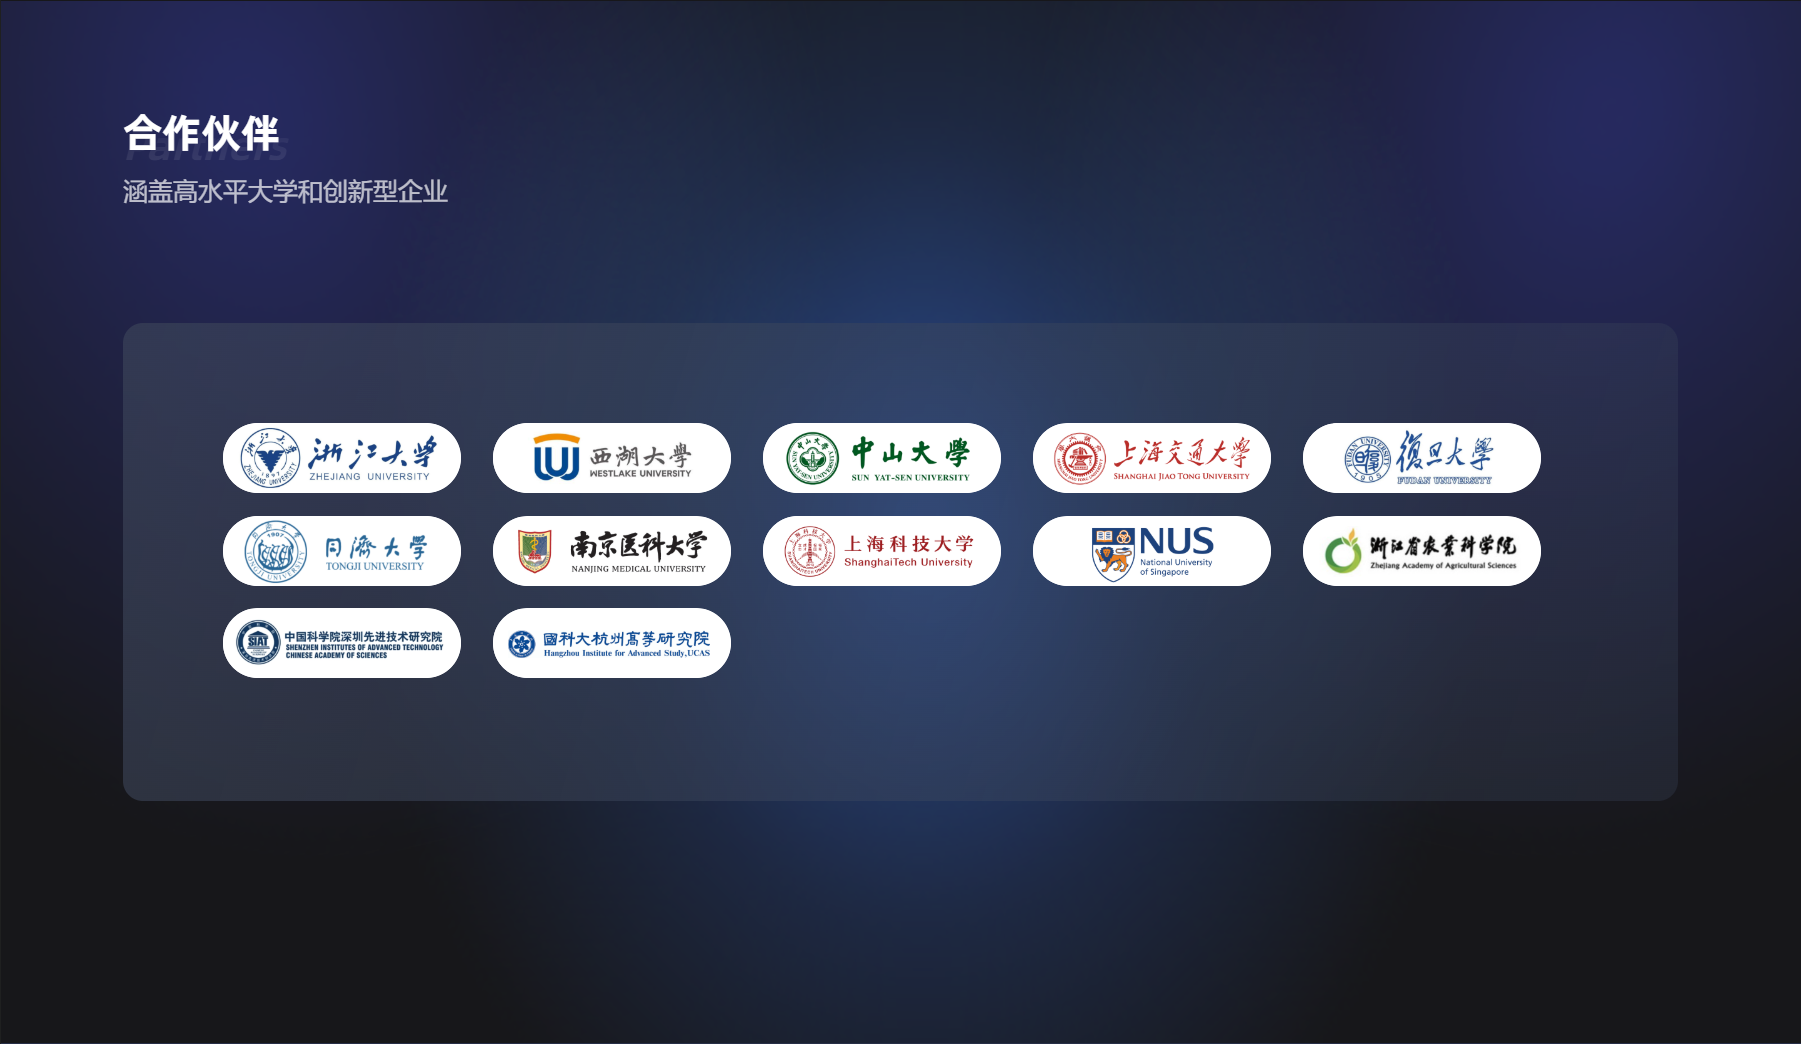 合作伙伴
Partners
涵盖高水平大学和创新型企业
浙江大学
ZHEJIANG UNIVERSITY
1897
西湖大學
WESTLAKE UNIVERSITY
中山大學
SUN YAT-SEN UNIVERSITY
上海交通大学
SHANGHAI JIAO TONG UNIVERSITY
復旦大學
FUDAN UNIVERSITY
1905
1907
同濟大学
TONGJI UNIVERSITY
南京医科大学
NANJING MEDICAL UNIVERSITY
上海科技大学
ShanghaiTech University
NUS
National University
of Singapore
浙江省农业科学院
Zhejiang Academy of Agricultural Sciences
SIAT
中国科学院深圳先进技术研究院
SHENZHEN INSTITUTES OF ADVANCED TECHNOLOGY
CHINESE ACADEMY OF SCIENCES
國科大杭州高等研究院
Hangzhou Institute for Advanced Study,UCAS